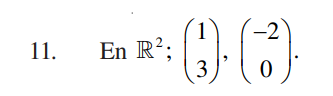 11. En ℝ²; (1 3), (−2 0).